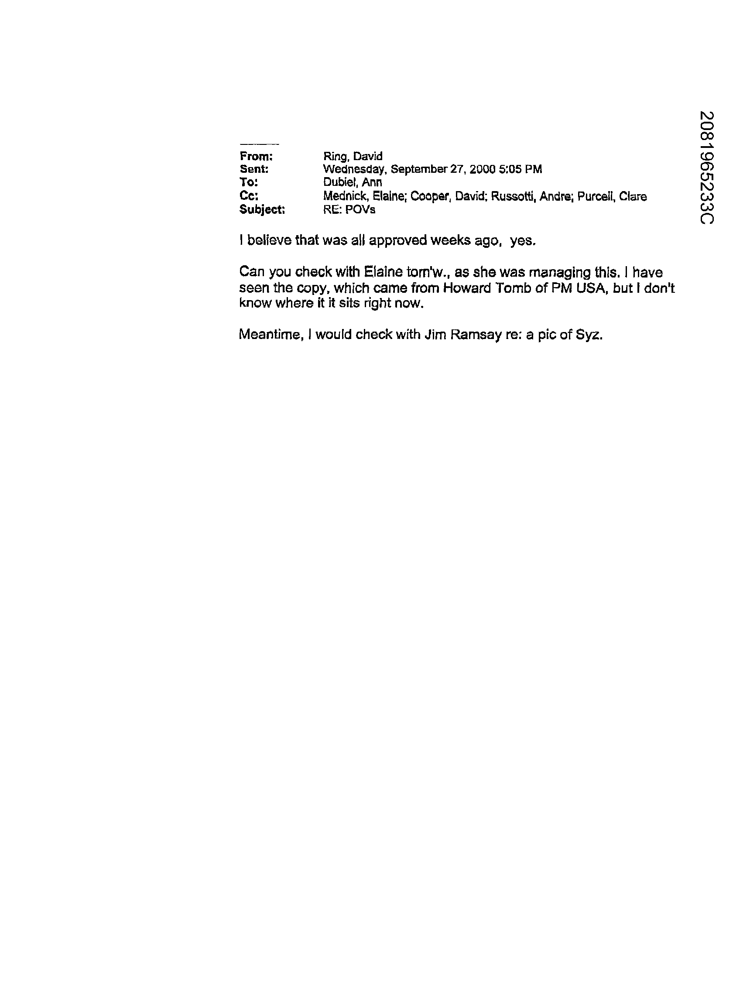 2081965233C
From: Ring, David
Sent: Wednesday, September 27, 2000 5:05 PM
To: Dubiel, Ann
Cc: Mednick, Elaine; Cooper, David; Russotti, Andre; Purcell, Clare
Subject: RE: POVs
I believe that was all approved weeks ago, yes.
Can you check with Elaine tom'w., as she was managing this. I have
seen the copy, which came from Howard Tomb of PM USA, but I don't
know where it it sits right now.
Meantime, I would check with Jim Ramsay re: a pic of Syz.